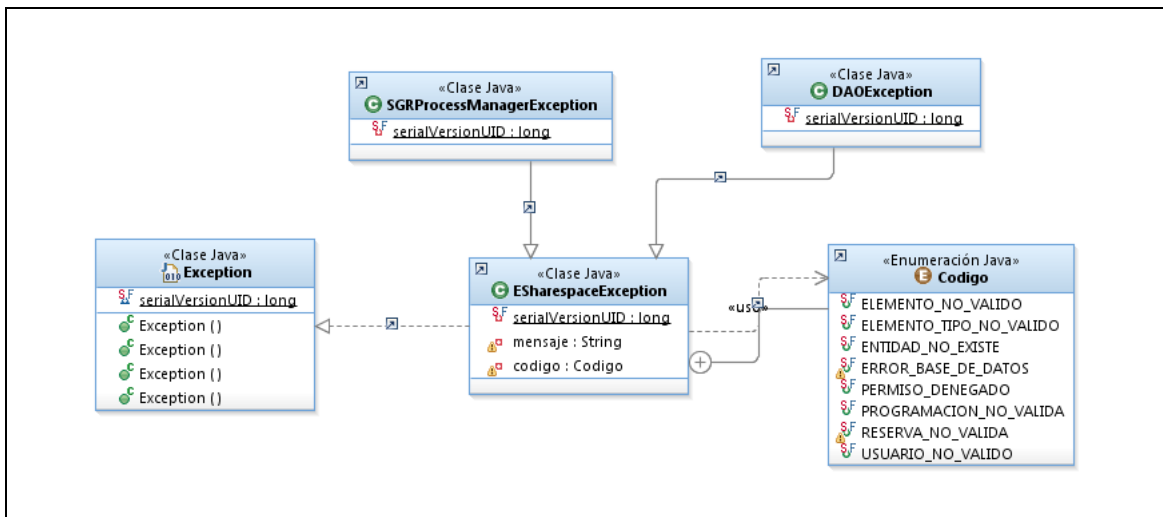 «Clase Java»
SGRProcessManagerException
serialVersionUID : long
«Clase Java»
DAOException
serialVersionUID : long
«Clase Java»
Exception
serialVersionUID : long
Exception ( )
Exception ( )
Exception ( )
Exception ( )
«Clase Java»
ESharespaceException
serialVersionUID : long
mensaje : String
codigo : Codigo
«use»
«Enumeración Java»
Codigo
ELEMENTO_NO_VALIDO
ELEMENTO_TIPO_NO_VALIDO
ENTIDAD_NO_EXISTE
ERROR_BASE_DE_DATOS
PERMISO_DENEGADO
PROGRAMACION_NO_VALIDA
RESERVA_NO_VALIDA
USUARIO_NO_VALIDO